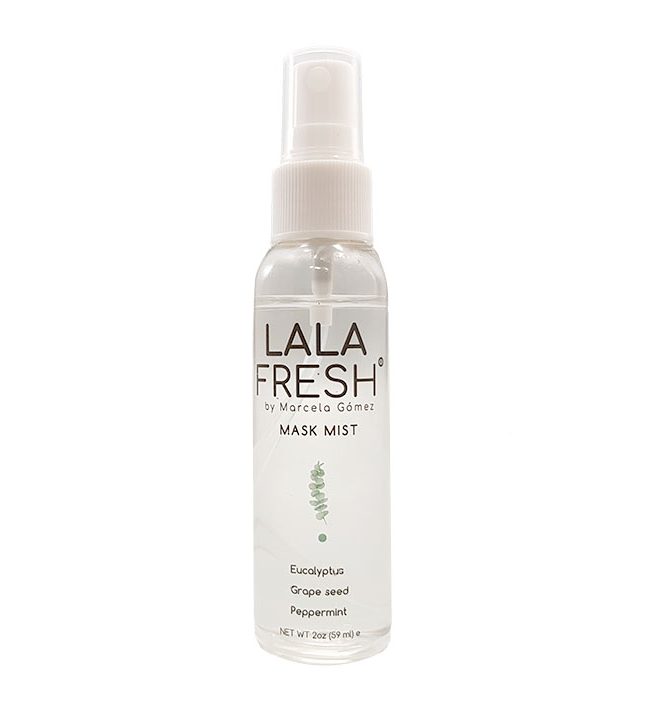 LALA
FRESH®
by Marcela Gómez
MASK MIST
Eucalyptus
Grape seed
Peppermint
NET WT 2oz (59 ml) e